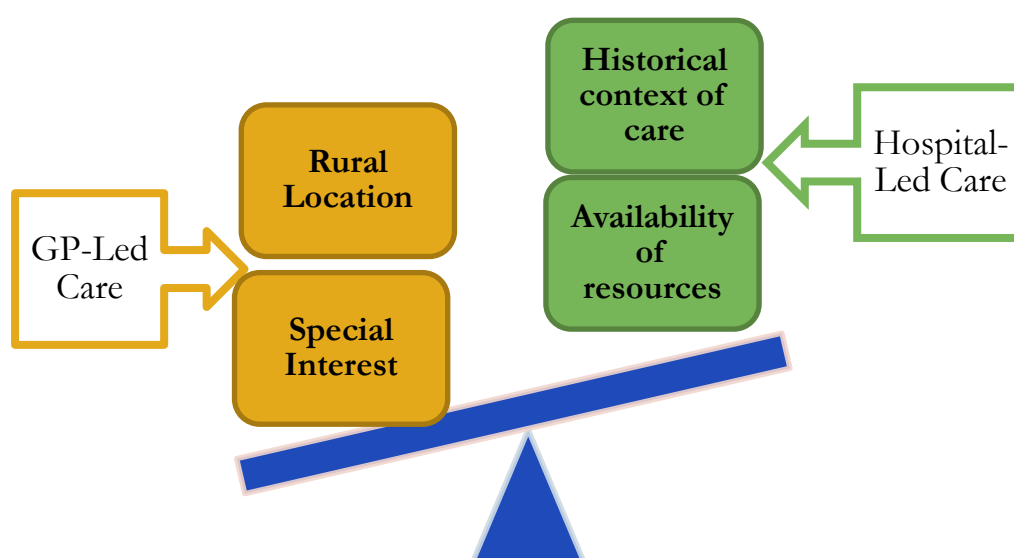 GP-Led
Care
Rural
Location
Special
Interest
Historical
context of
care
Availability
of
resources
Hospital-
Led Care